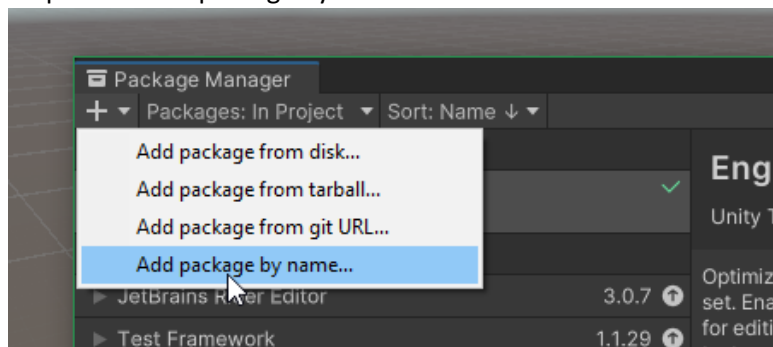 Package Manager
+ ▾ Packages: In Project ▾ Sort: Name ↓ ▾
Add package from disk...
Add package from tarball...
Add package from git URL...
Add package by name...
Eng
Unity T
Optimiz
JetBrains Rider Editor 3.0.7
set. Ena
for editi
Test Framework 1.1.29